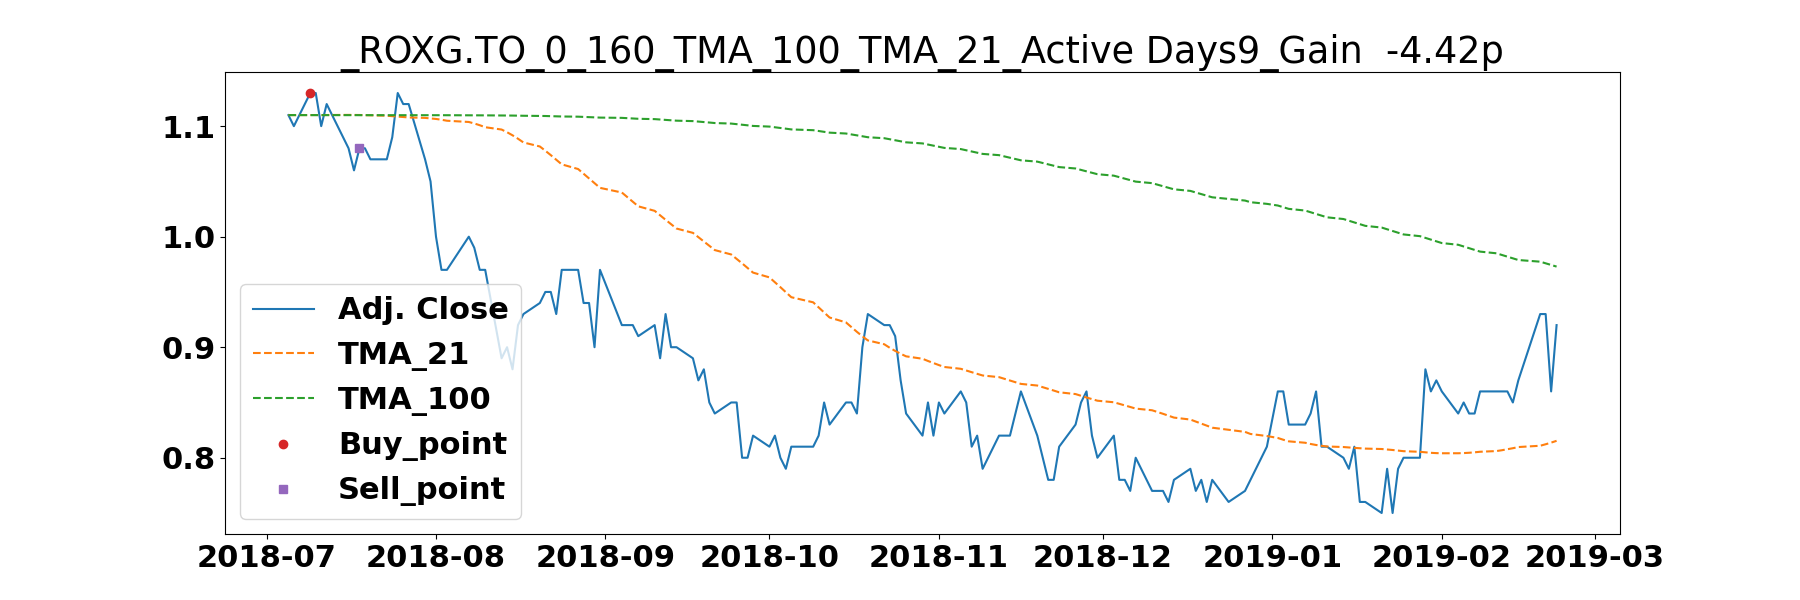 _ROXG.TO_0_160_TMA_100_TMA_21_Active Days9_Gain  -4.42p
1.1
1.0
0.9
0.8
Adj. Close
TMA_21
TMA_100
Buy_point
Sell_point
2018-07 2018-08 2018-09 2018-10 2018-11 2018-12 2019-01 2019-02 2019-03